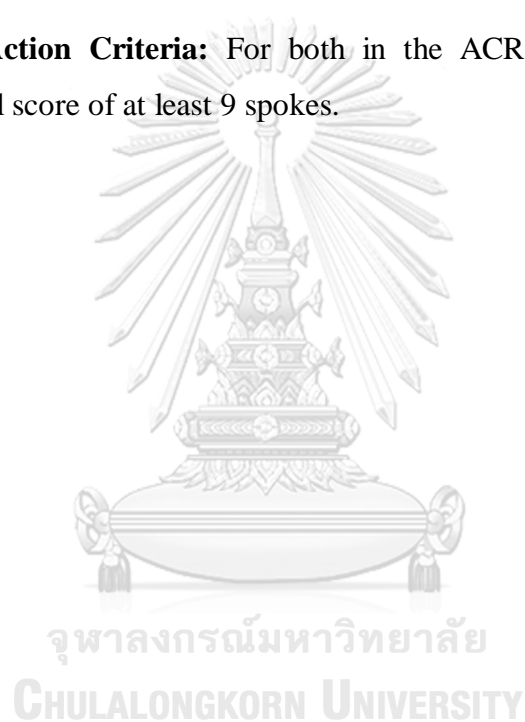 ction Criteria: For both in the ACR
l score of at least 9 spokes.
จุฬาลงกรณ์มหาวิทยาลัย
CHULALONGKORN UNIVERSITY